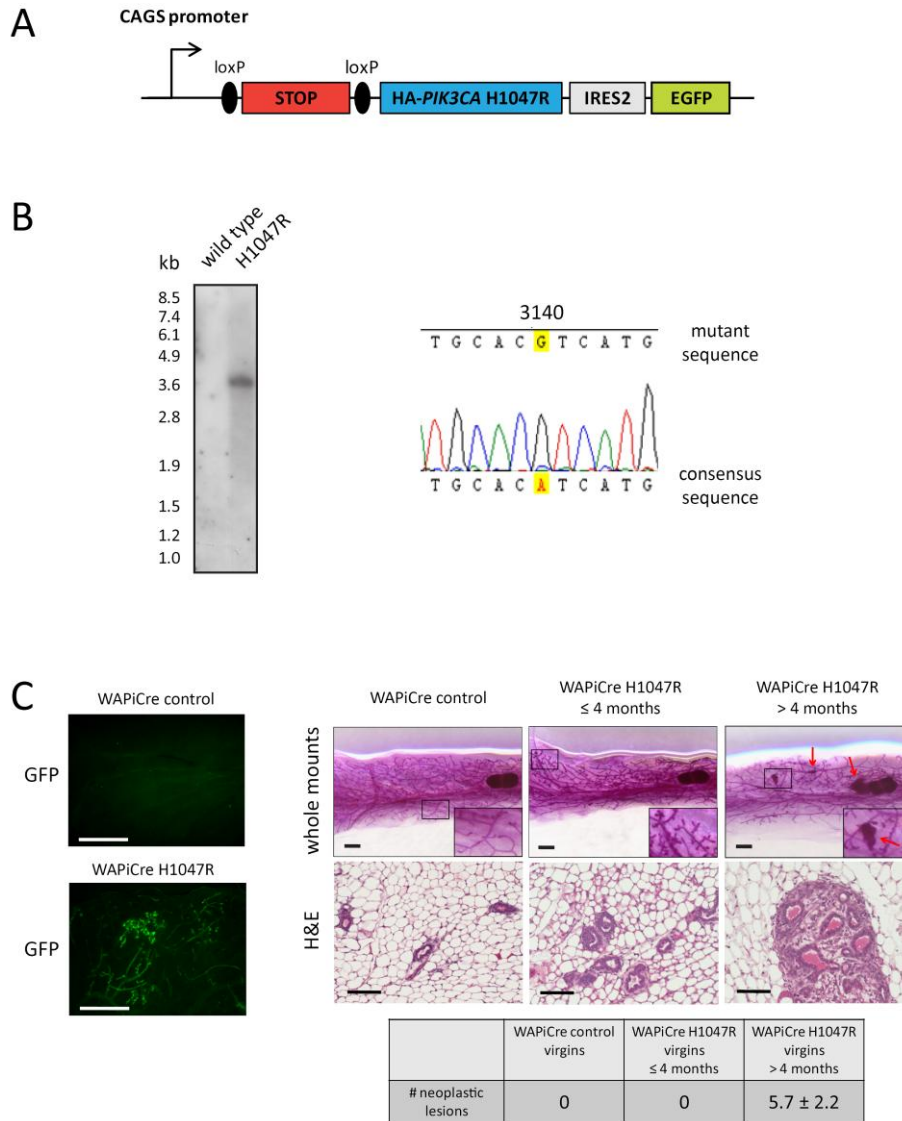 A
CAGS promoter
loxP
loxP
STOP
HA-PIK3CA H1047R
IRES2
EGFP
B
wild type
H1047R
kb
8.5
7.4
6.1
4.9
3.6
2.8
1.9
1.5
1.2
1.0
3140
T G C A C G T C A T G
mutant
sequence
T G C A C A T C A T G
consensus
sequence
C
WAPiCre control
GFP
WAPiCre H1047R
GFP
WAPiCre control
WAPiCre H1047R
≤ 4 months
WAPiCre H1047R
> 4 months
whole mounts
H&E
WAPiCre control
virgins
WAPiCre H1047R
virgins
≤ 4 months
WAPiCre H1047R
virgins
> 4 months
# neoplastic
lesions
0
0
5.7 ± 2.2